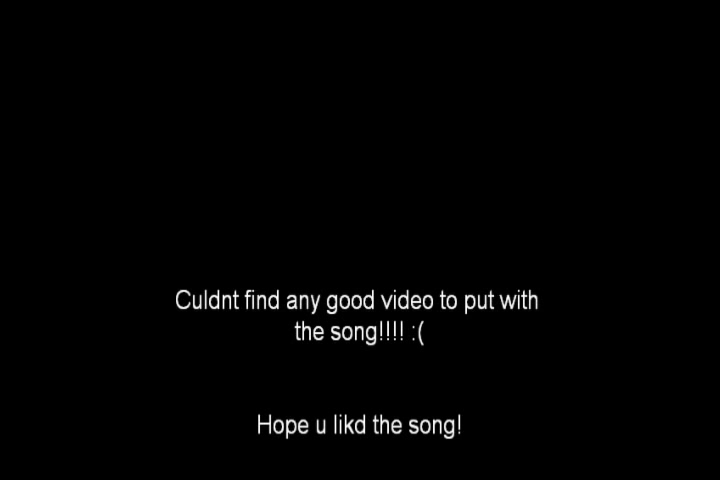 Culdnt find any good video to put with
the song!!!! :(
Hope u likd the song!